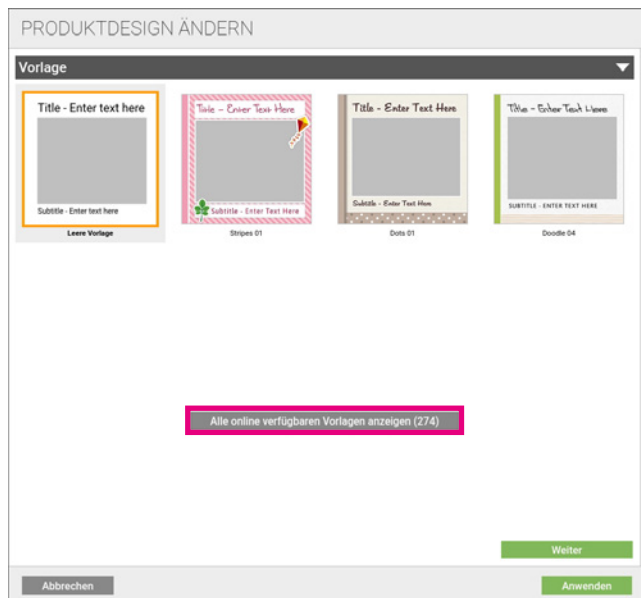 PRODUKTDESIGN ÄNDERN
Vorlage
Title - Enter text here
Subtitle - Enter text here
Leere Vorlage
Title - Enter Text Here
Subtitle - Enter Text Here
Stripes 01
Title - Enter Text Here
Subtitle - Enter Text Here
Dots 01
Title - Enter Text Here
SUBTITLE - ENTER TEXT HERE
Doodle 04
Alle online verfügbaren Vorlagen anzeigen (274)
Weiter
Abbrechen
Anwenden